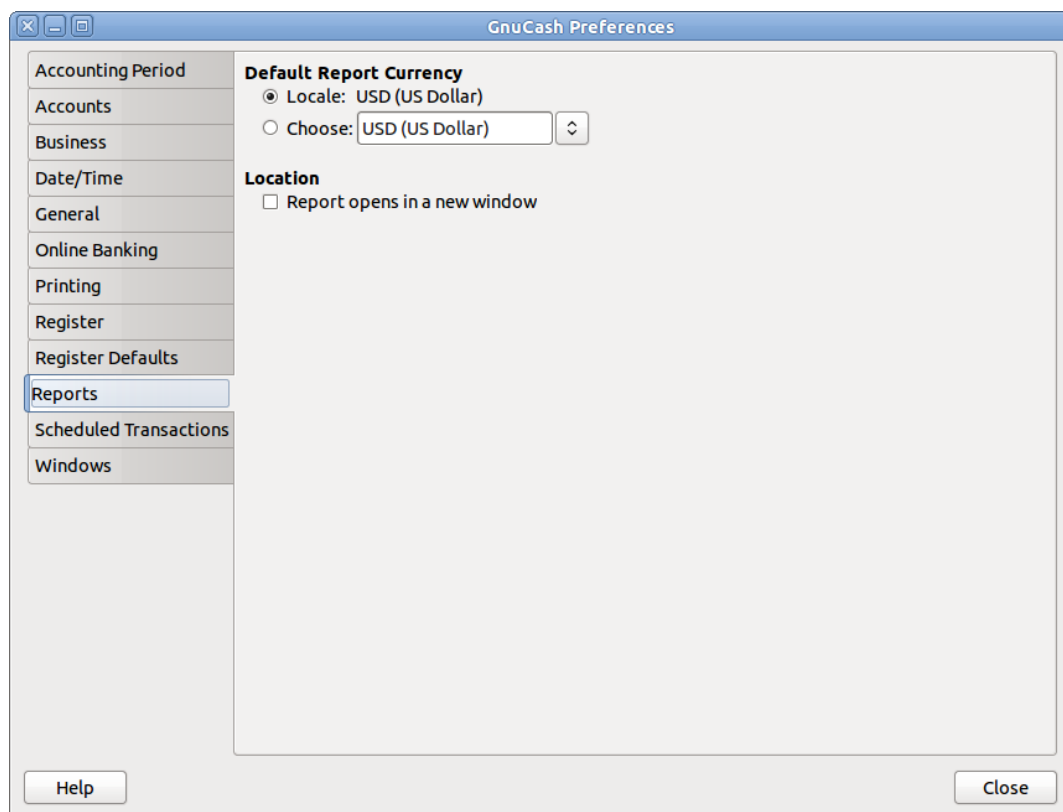 GnuCash Preferences
Accounting Period
Accounts
Business
Date/Time
General
Online Banking
Printing
Register
Register Defaults
Reports
Scheduled Transactions
Windows
Default Report Currency
Locale: USD (US Dollar)
Choose: USD (US Dollar)
Location
Report opens in a new window
Help
Close